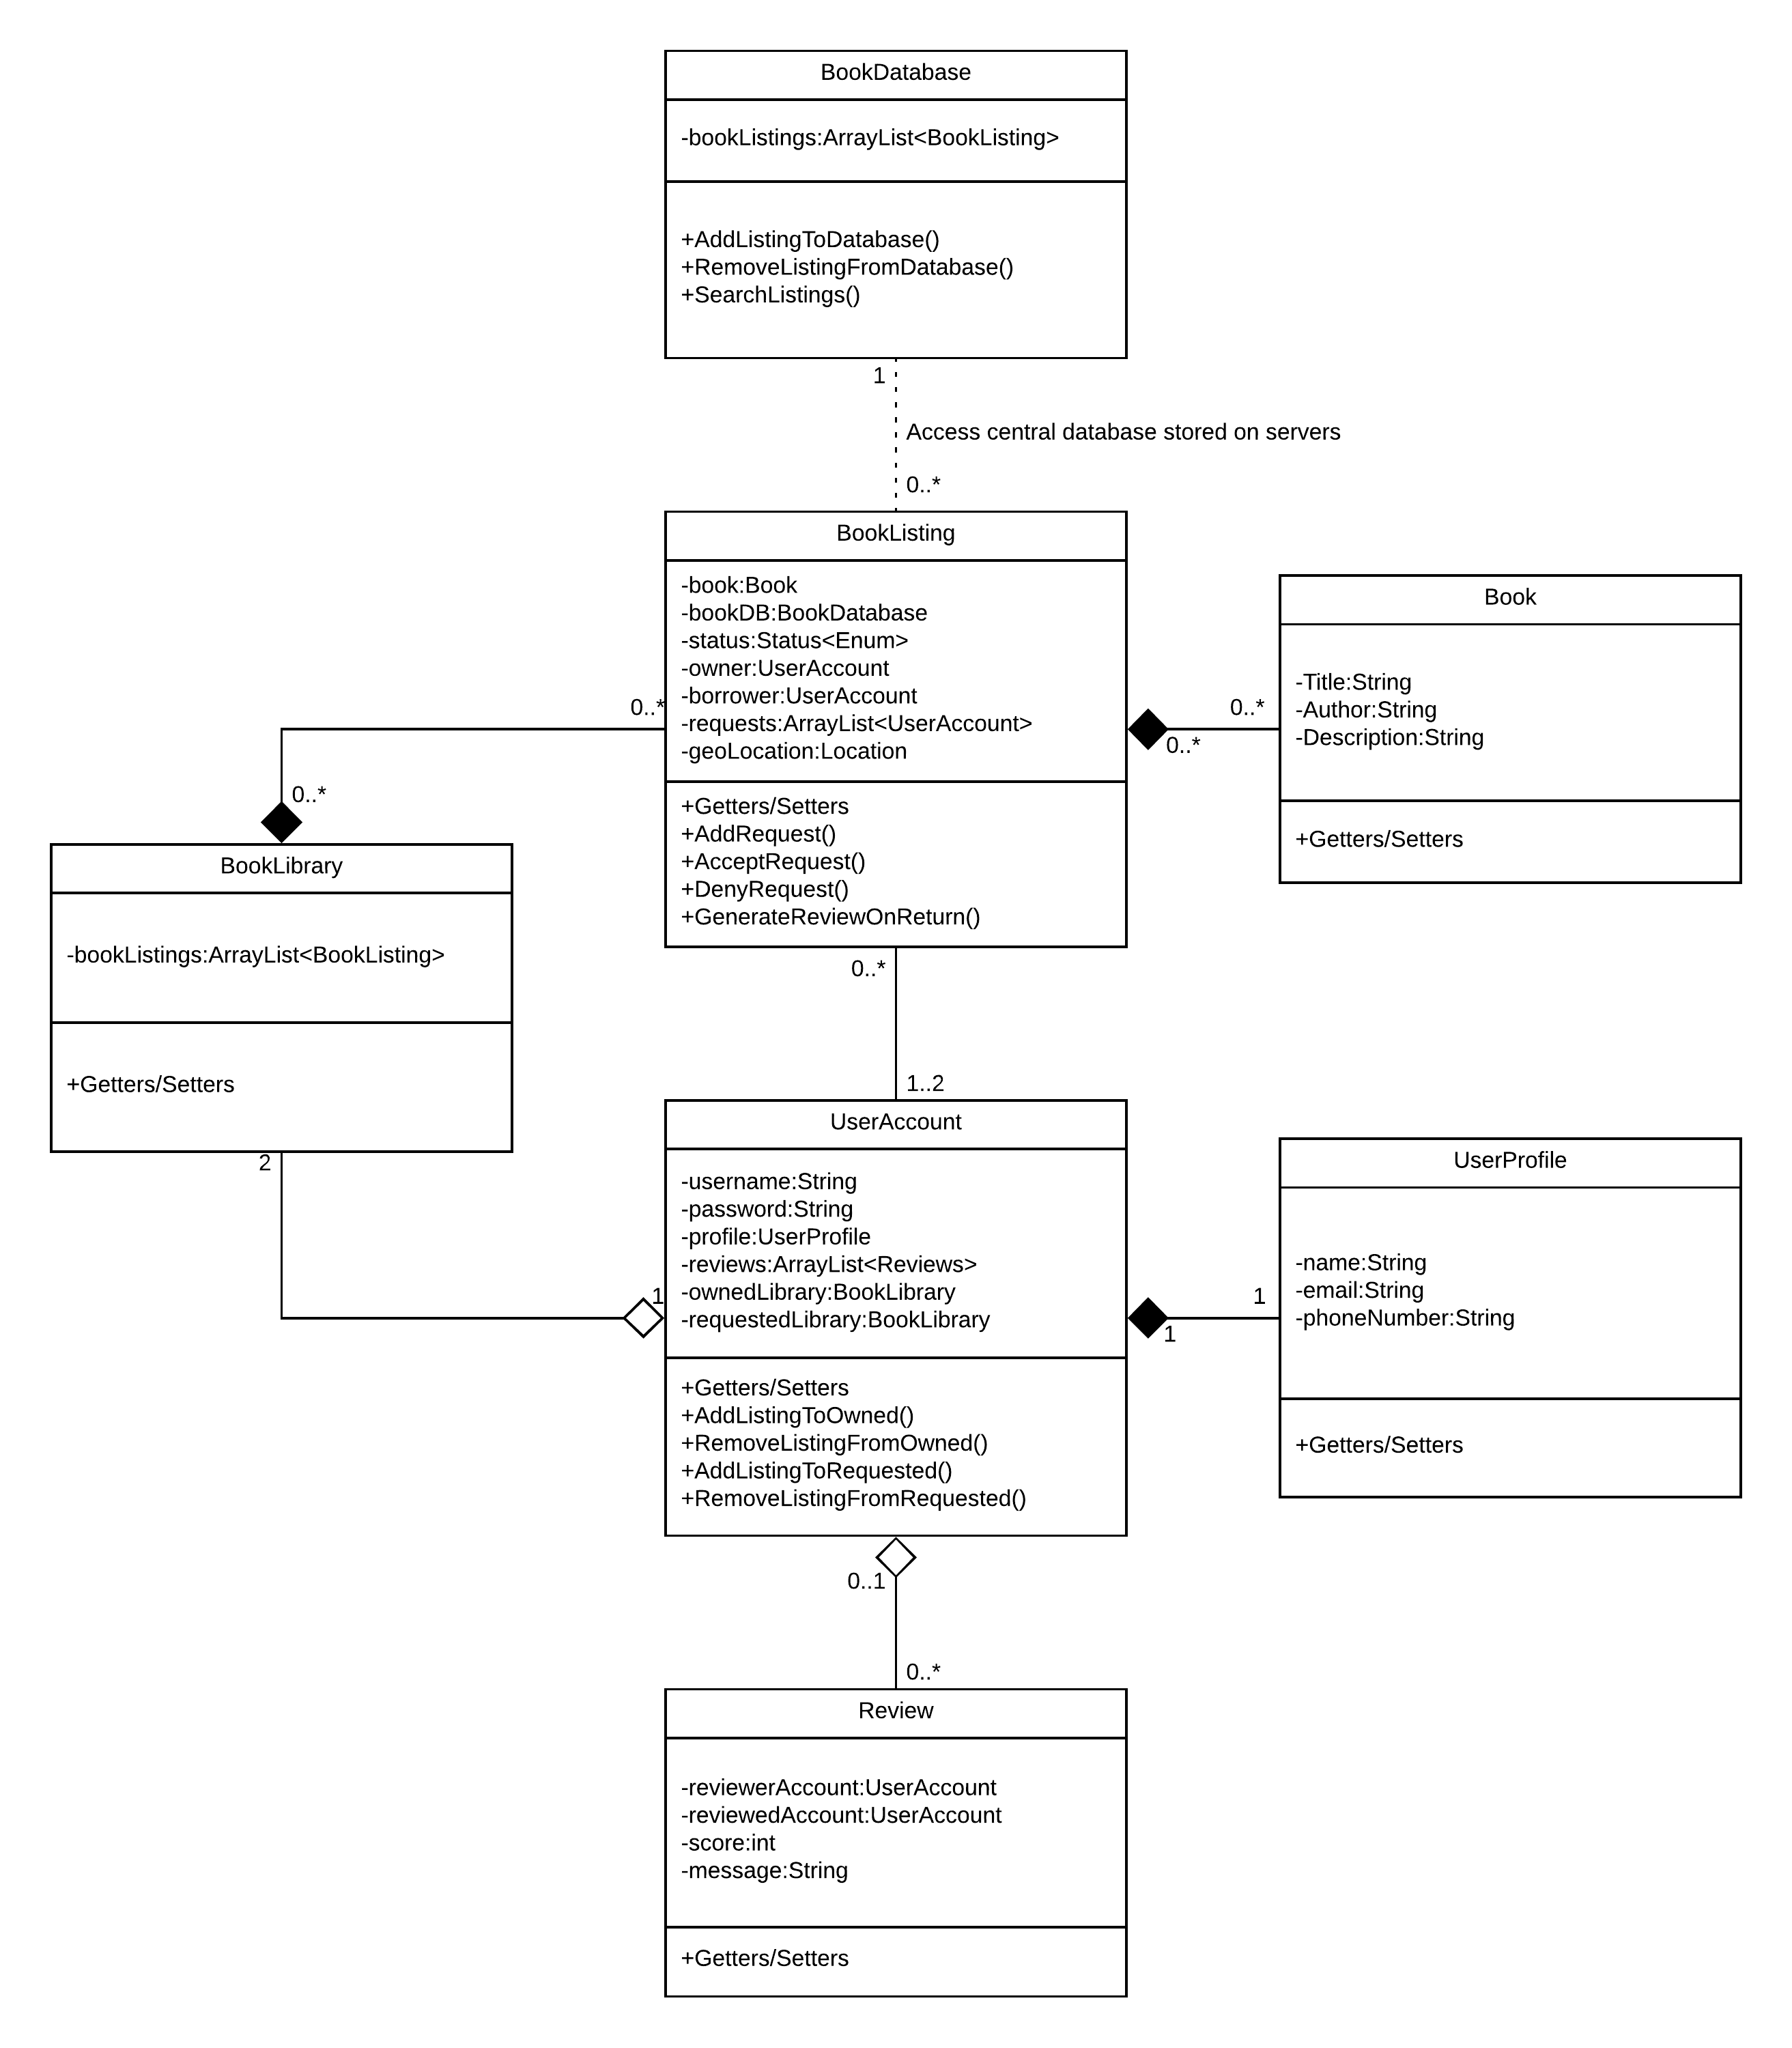 BookDatabase
-bookListings:ArrayList<BookListing>
+AddListingToDatabase()
+RemoveListingFromDatabase()
+SearchListings()
1
Access central database stored on servers
0..*
BookListing
-book:Book
-bookDB:BookDatabase
-status:Status<Enum>
-owner:UserAccount
-borrower:UserAccount
-requests:ArrayList<UserAccount>
-geoLocation:Location
+Getters/Setters
+AddRequest()
+AcceptRequest()
+DenyRequest()
+GenerateReviewOnReturn()
0..*
0..*
Book
-Title:String
-Author:String
-Description:String
+Getters/Setters
0..*
0..*
BookLibrary
-bookListings:ArrayList<BookListing>
+Getters/Setters
2
1
0..*
1..2
UserAccount
-username:String
-password:String
-profile:UserProfile
-reviews:ArrayList<Reviews>
-ownedLibrary:BookLibrary
-requestedLibrary:BookLibrary
+Getters/Setters
+AddListingToOwned()
+RemoveListingFromOwned()
+AddListingToRequested()
+RemoveListingFromRequested()
1
1
UserProfile
-name:String
-email:String
-phoneNumber:String
+Getters/Setters
0..1
0..*
Review
-reviewerAccount:UserAccount
-reviewedAccount:UserAccount
-score:int
-message:String
+Getters/Setters